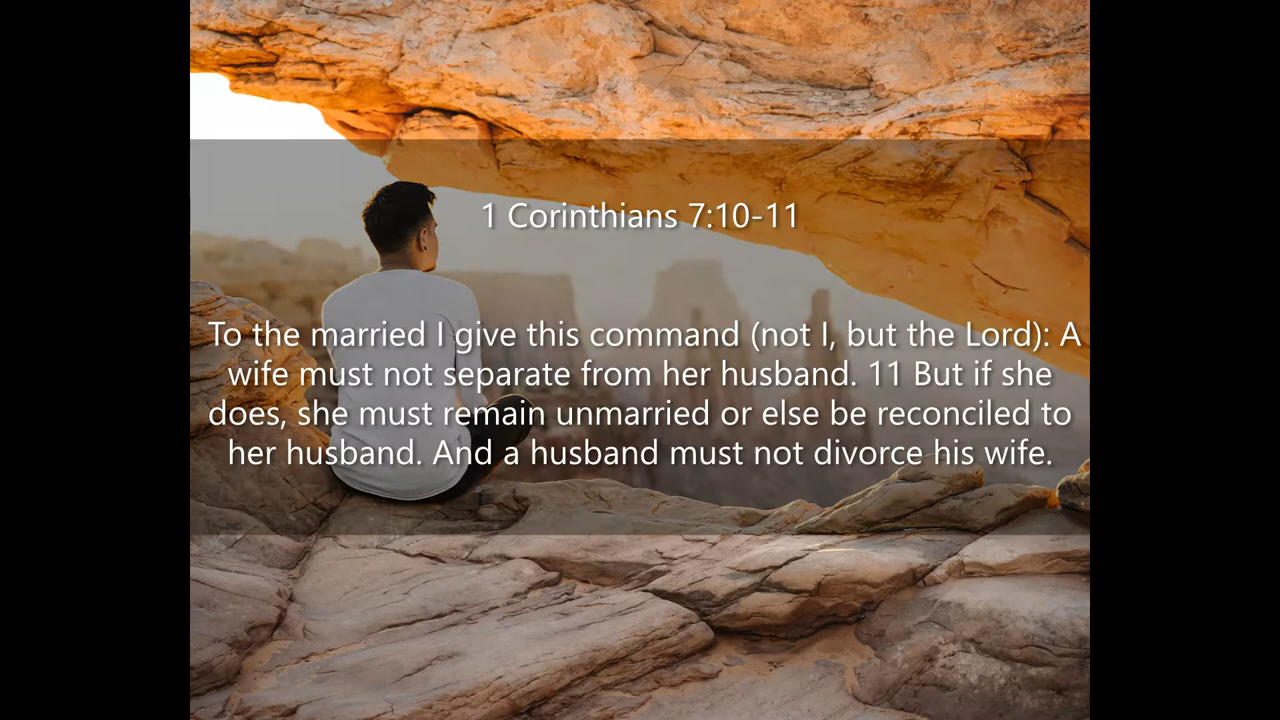 1 Corinthians 7:10-11
To the married I give this command (not I, but the Lord): A
wife must not separate from her husband. 11 But if she
does, she must remain unmarried or else be reconciled to
her husband. And a husband must not divorce his wife.